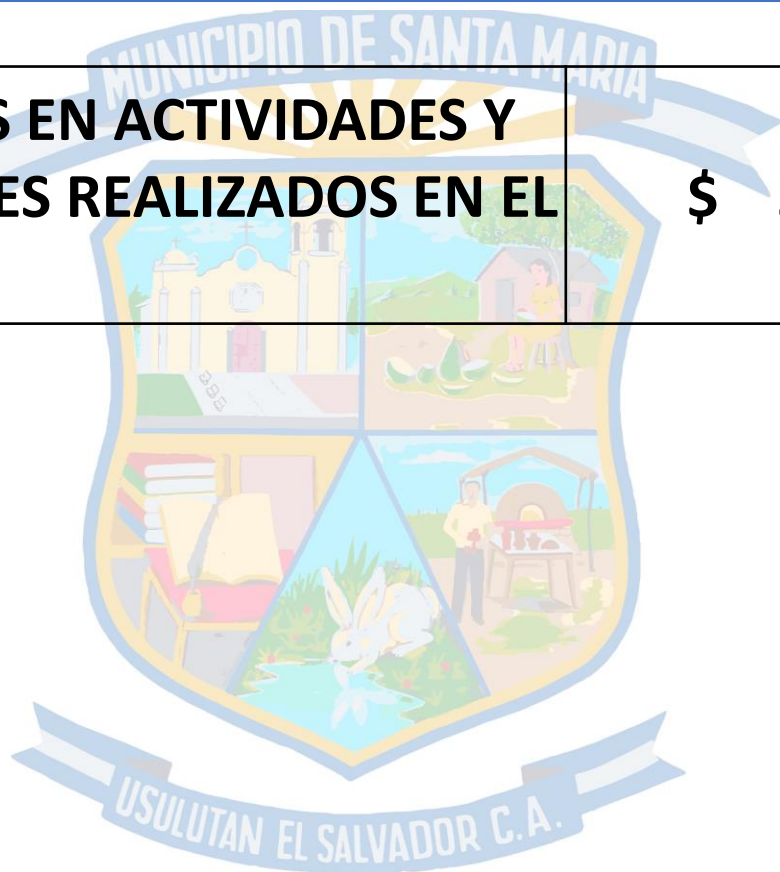 MUNICIPIO DE SANTA MARIA
S EN ACTIVIDADES Y
ES REALIZADOS EN EL
$
USULUTAN EL SALVADOR C.A.